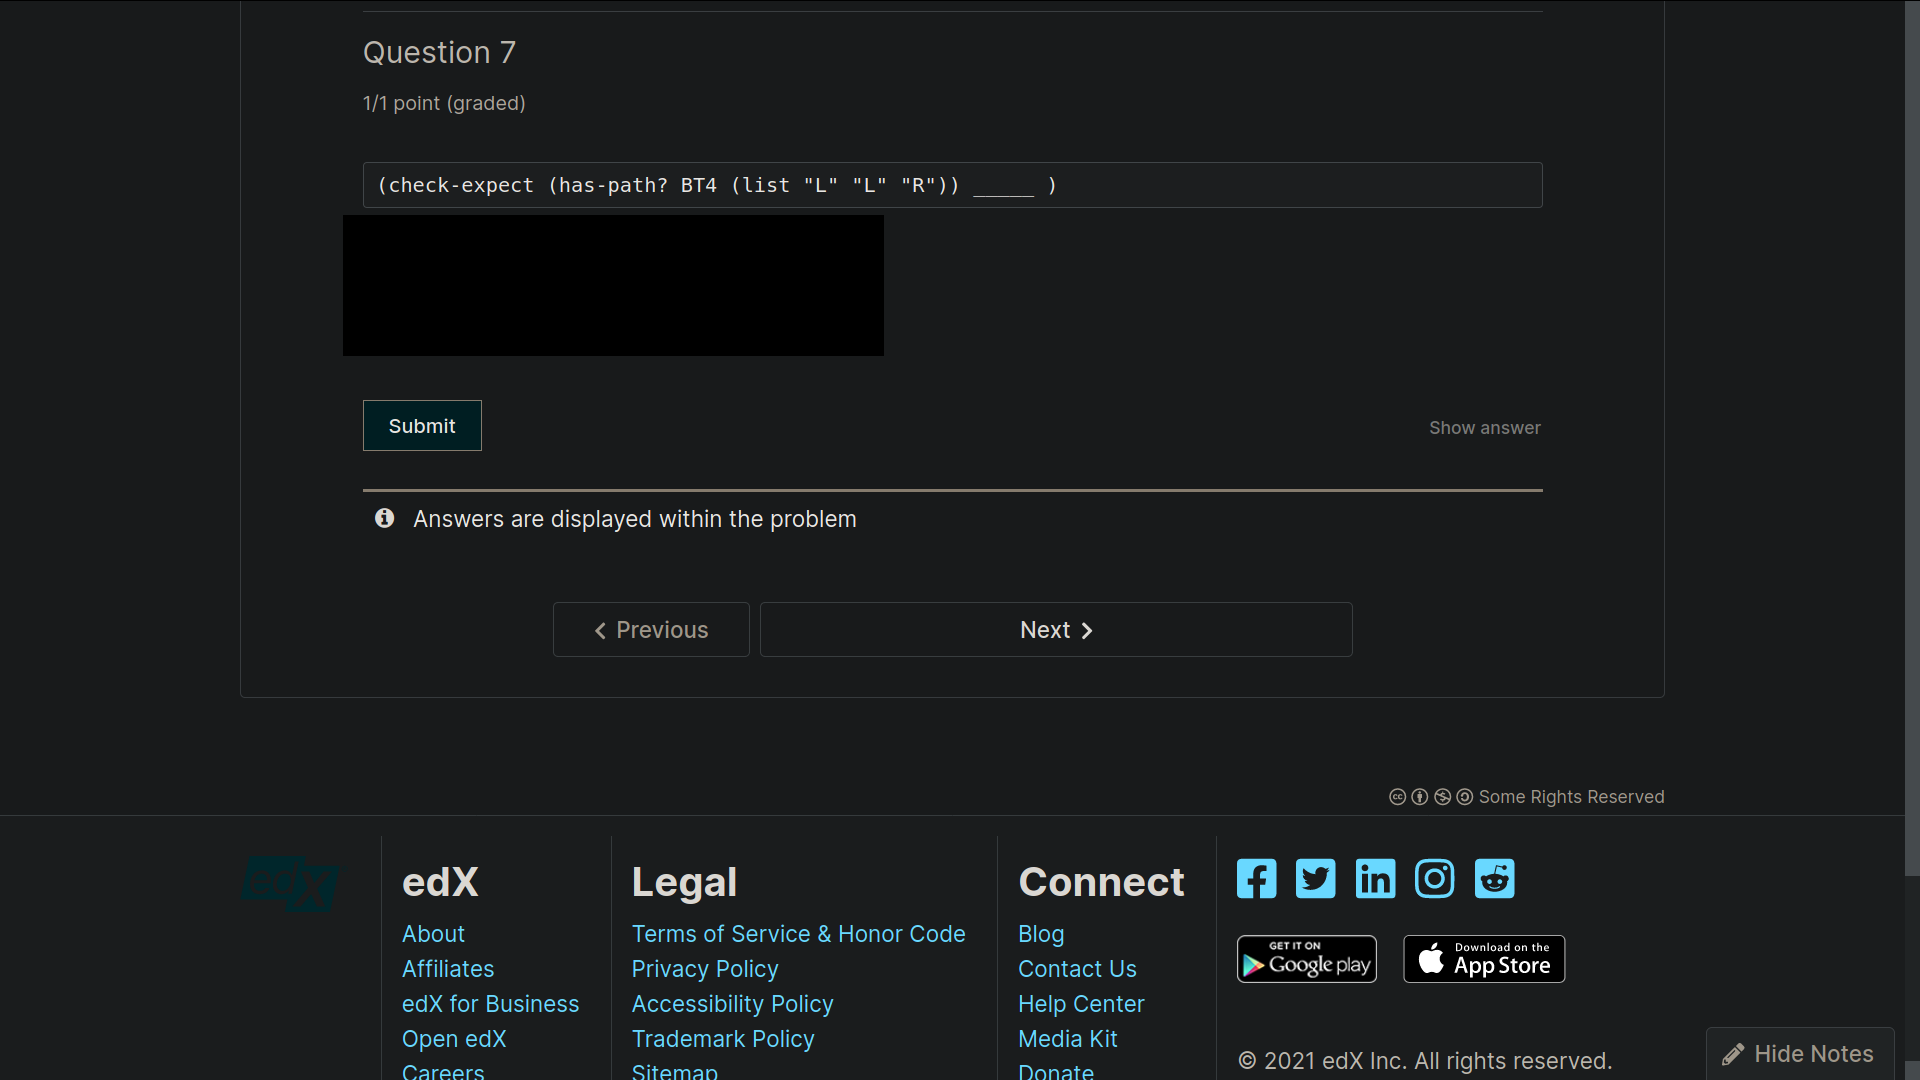 Question 7
1/1 point (graded)
(check-expect (has-path? BT4 (list "L" "L" "R")) _____ )
Submit
Show answer
Answers are displayed within the problem
Previous
Next
Some Rights Reserved
edX
edX
About
Affiliates
edX for Business
Open edX
Careers
Legal
Terms of Service & Honor Code
Privacy Policy
Accessibility Policy
Trademark Policy
Sitemap
Connect
Blog
Contact Us
Help Center
Media Kit
Donate
GET IT ON
Google play
Download on the
App Store
© 2021 edX Inc. All rights reserved.
Hide Notes